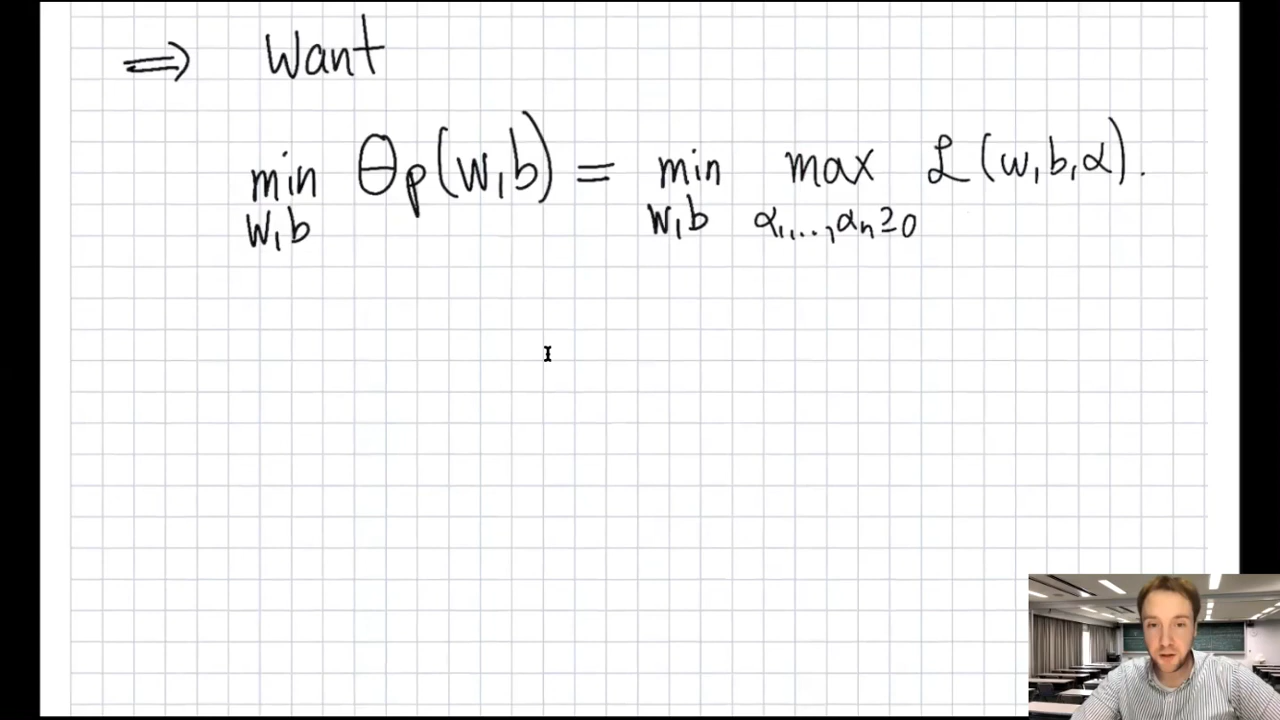 ⟹ Want
min θp(w,b) = min max ℒ(w,b,α).
w,b w,b α₁,...,αₙ≥0